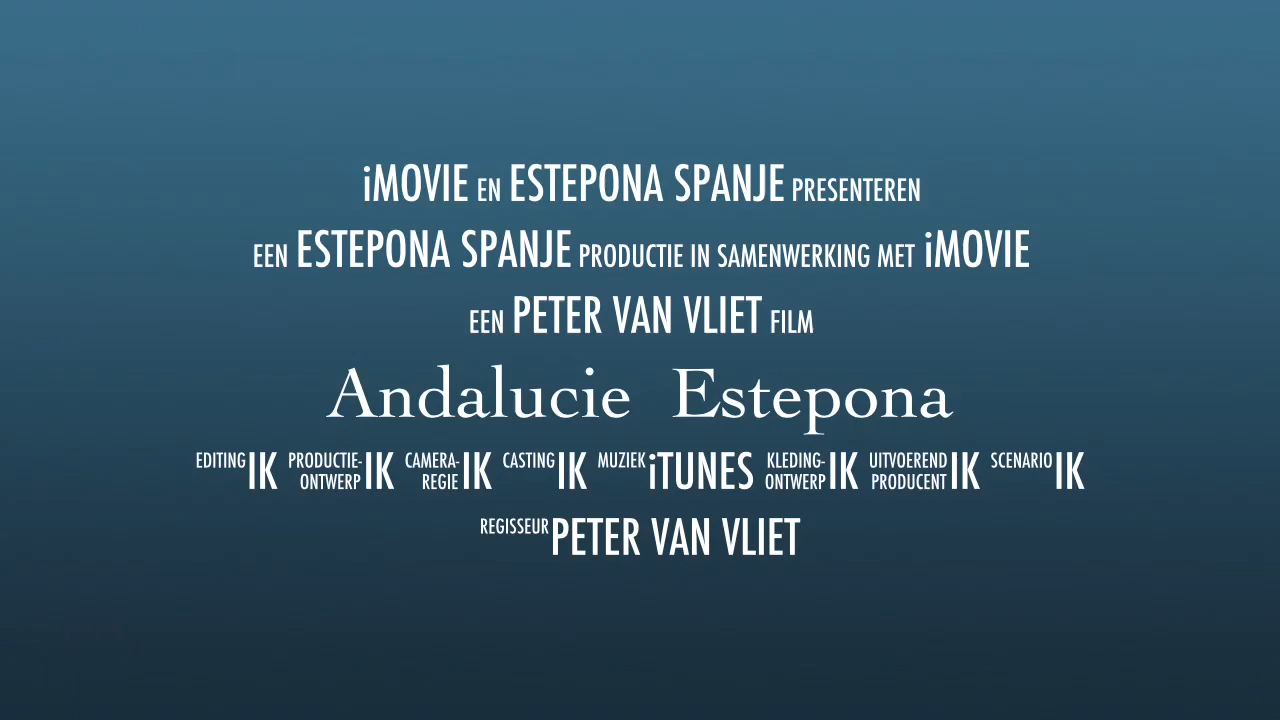 iMOVIE EN ESTEPONA SPANJE PRESENTEREN
EEN ESTEPONA SPANJE PRODUCTIE IN SAMENWERKING MET iMOVIE
EEN PETER VAN VLIET FILM
Andalucie Estepona
EDITING IK PRODUCTIE-ONTWERP IK CAMERA-REGIE IK CASTING IK MUZIEK iTUNES KLEDING-ONTWERP IK UITVOEREND PRODUCENT IK SCENARIO IK
REGISSEUR PETER VAN VLIET